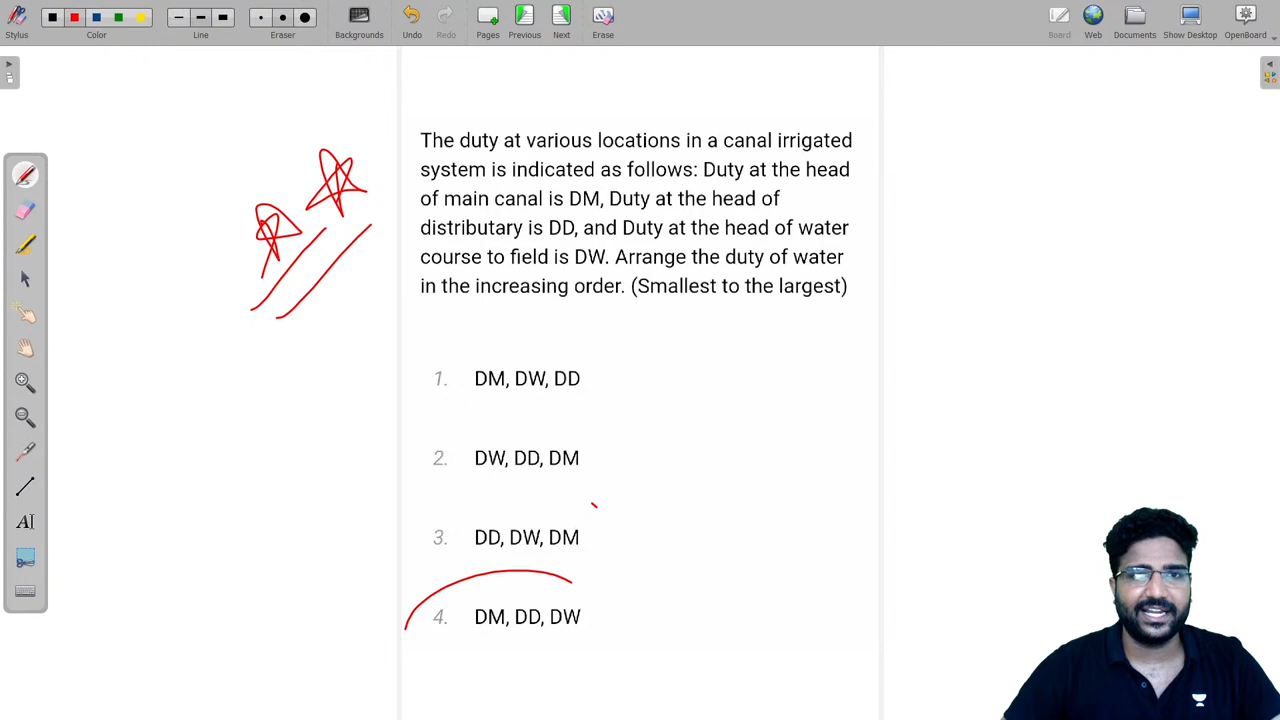 Stylus
Color
Line
Eraser
Backgrounds
Undo
Redo
Pages
Previous
Next
Erase
Board
Web
Documents
Show Desktop
OpenBoard
The duty at various locations in a canal irrigated
system is indicated as follows: Duty at the head
of main canal is DM, Duty at the head of
distributary is DD, and Duty at the head of water
course to field is DW. Arrange the duty of water
in the increasing order. (Smallest to the largest)
1. DM, DW, DD
2. DW, DD, DM
3. DD, DW, DM
4. DM, DD, DW